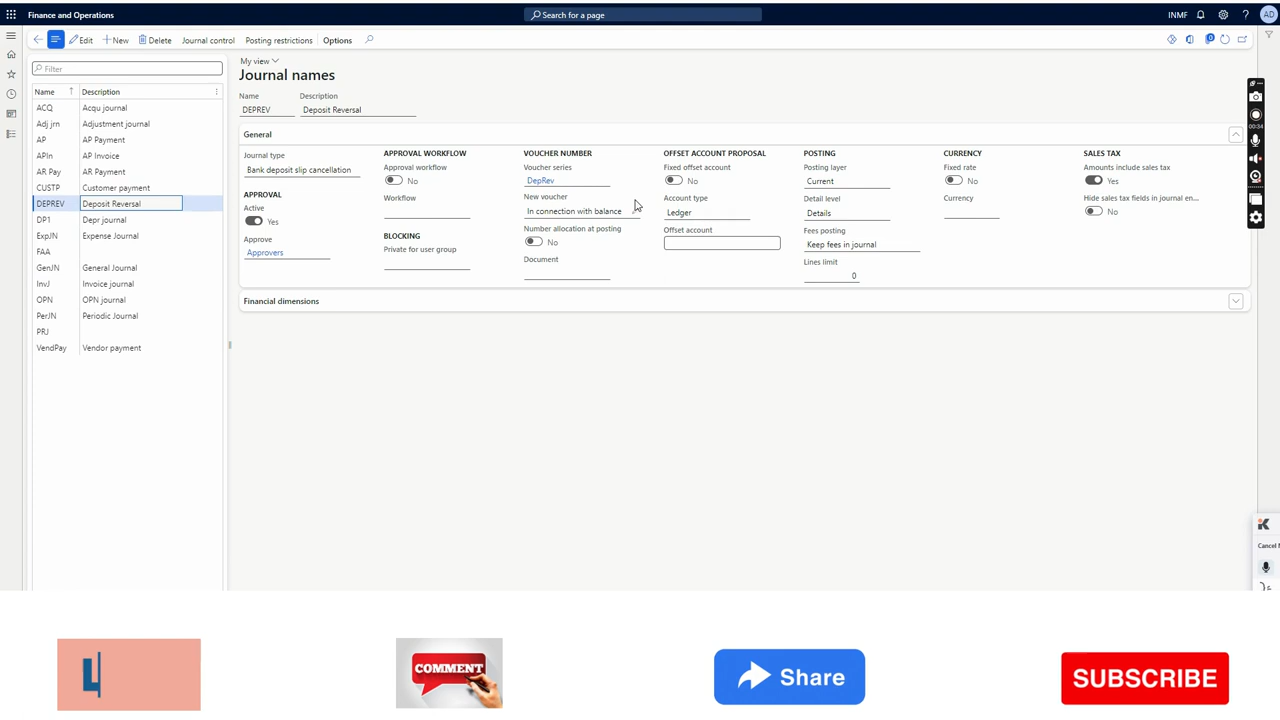 Finance and Operations
Search for a page
INMF
AD
Edit
New
Delete
Journal control
Posting restrictions
Options
0
Filter
Name
Description
ACQ Acqu journal
Adj jrn Adjustment journal
AP AP Payment
APIn AP Invoice
AR Pay AR Payment
CUSTP Customer payment
DEPREV Deposit Reversal
DP1 Depr journal
ExpJN Expense Journal
FAA
GenJN General Journal
InvJ Invoice journal
OPN OPN journal
PerJN Periodic Journal
PRJ
VendPay Vendor payment
My view
Journal names
Name
DEPREV
Description
Deposit Reversal
General
Journal type
Bank deposit slip cancellation
APPROVAL
Active
Yes
Approve
Approvers
APPROVAL WORKFLOW
Approval workflow
No
Workflow
BLOCKING
Private for user group
VOUCHER NUMBER
Voucher series
DepRev
New voucher
In connection with balance
Number allocation at posting
No
Document
OFFSET ACCOUNT PROPOSAL
Fixed offset account
No
Account type
Ledger
Offset account
POSTING
Posting layer
Current
Detail level
Details
Fees posting
Keep fees in journal
Lines limit
0
CURRENCY
Fixed rate
No
Currency
SALES TAX
Amounts include sales tax
Yes
Hide sales tax fields in journal en...
No
Financial dimensions
00:34
Cancel
COMMENT
Share
SUBSCRIBE